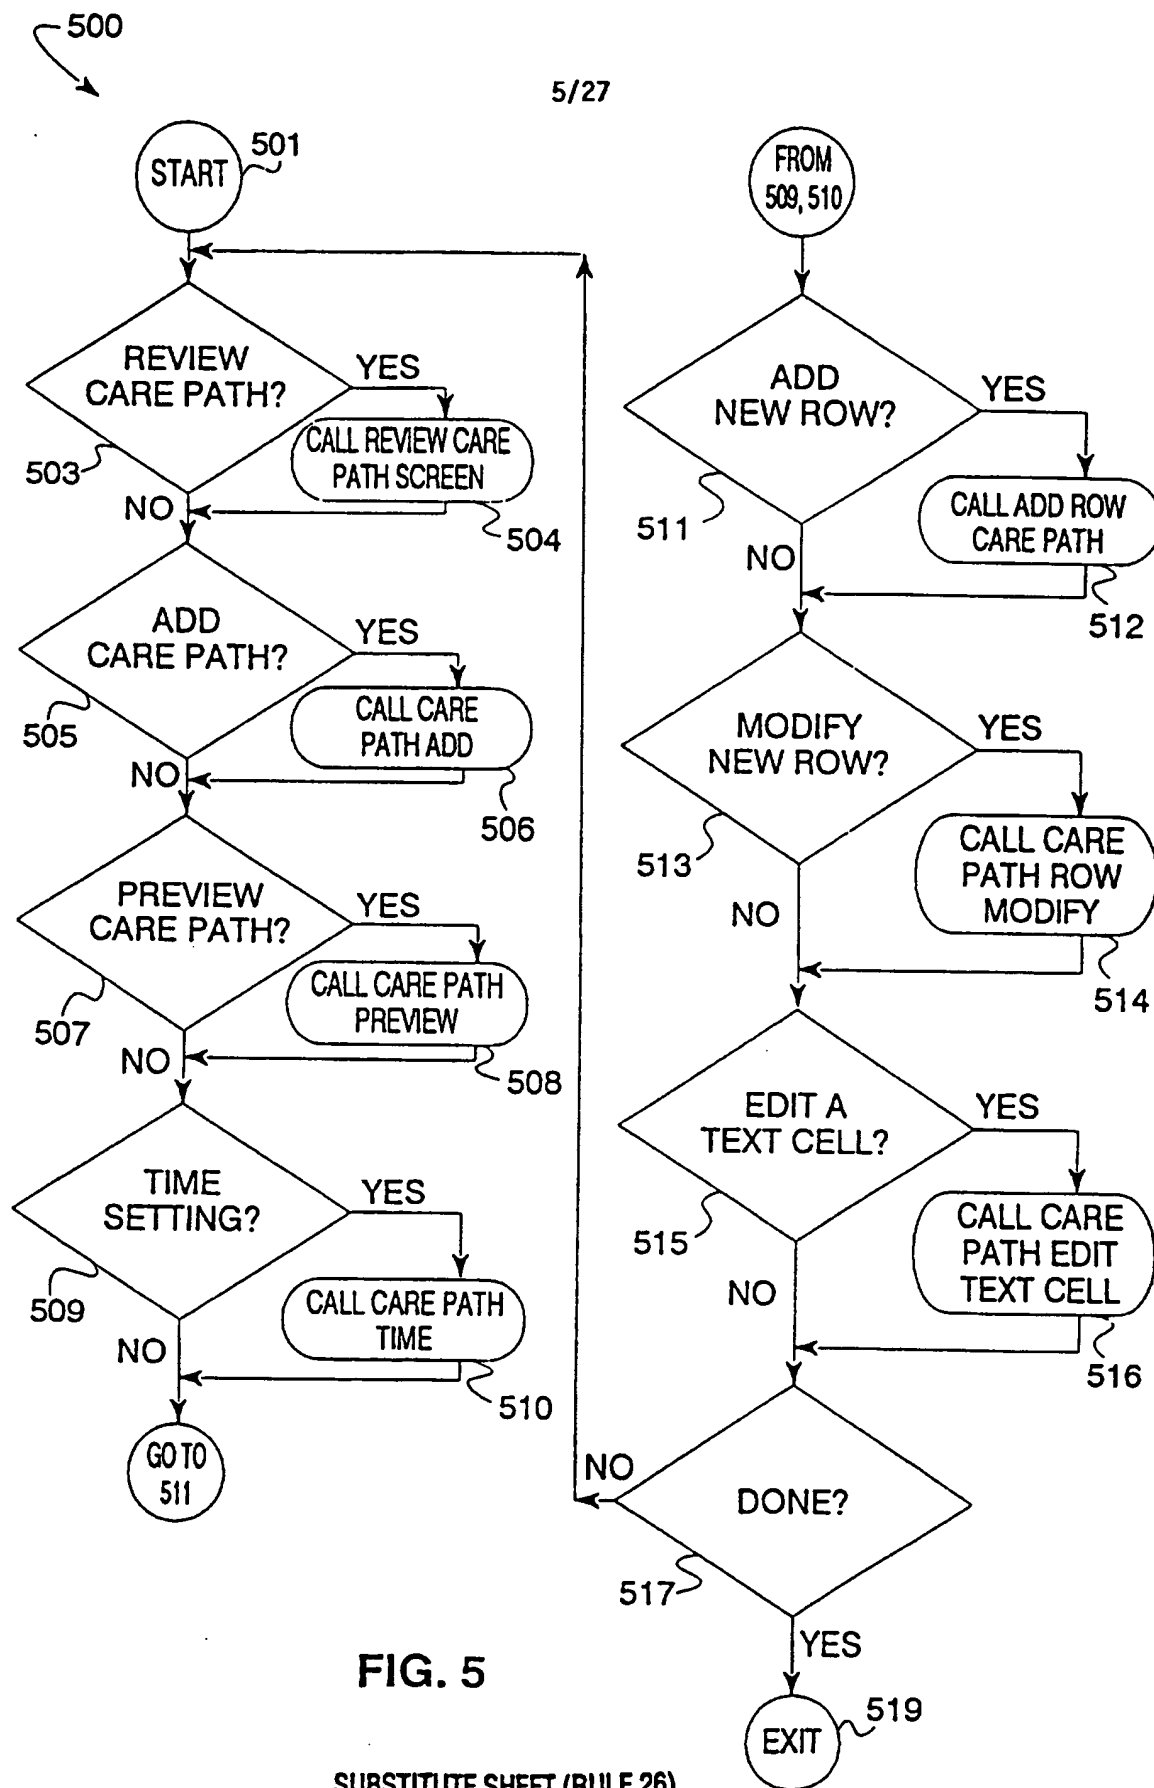 500
5/27
START
501
REVIEW
CARE PATH?
YES
503
CALL REVIEW CARE
PATH SCREEN
504
NO
ADD
CARE PATH?
YES
505
CALL CARE
PATH ADD
506
NO
PREVIEW
CARE PATH?
YES
507
CALL CARE PATH
PREVIEW
508
NO
TIME
SETTING?
YES
509
CALL CARE PATH
TIME
510
NO
GO TO
511
FROM
509, 510
ADD
NEW ROW?
YES
511
CALL ADD ROW
CARE PATH
512
NO
MODIFY
NEW ROW?
YES
513
CALL CARE
PATH ROW
MODIFY
514
NO
EDIT A
TEXT CELL?
YES
515
CALL CARE
PATH EDIT
TEXT CELL
516
NO
DONE?
NO
517
YES
EXIT
519
FIG. 5
SUBSTITUTE SHEET (RULE 26)